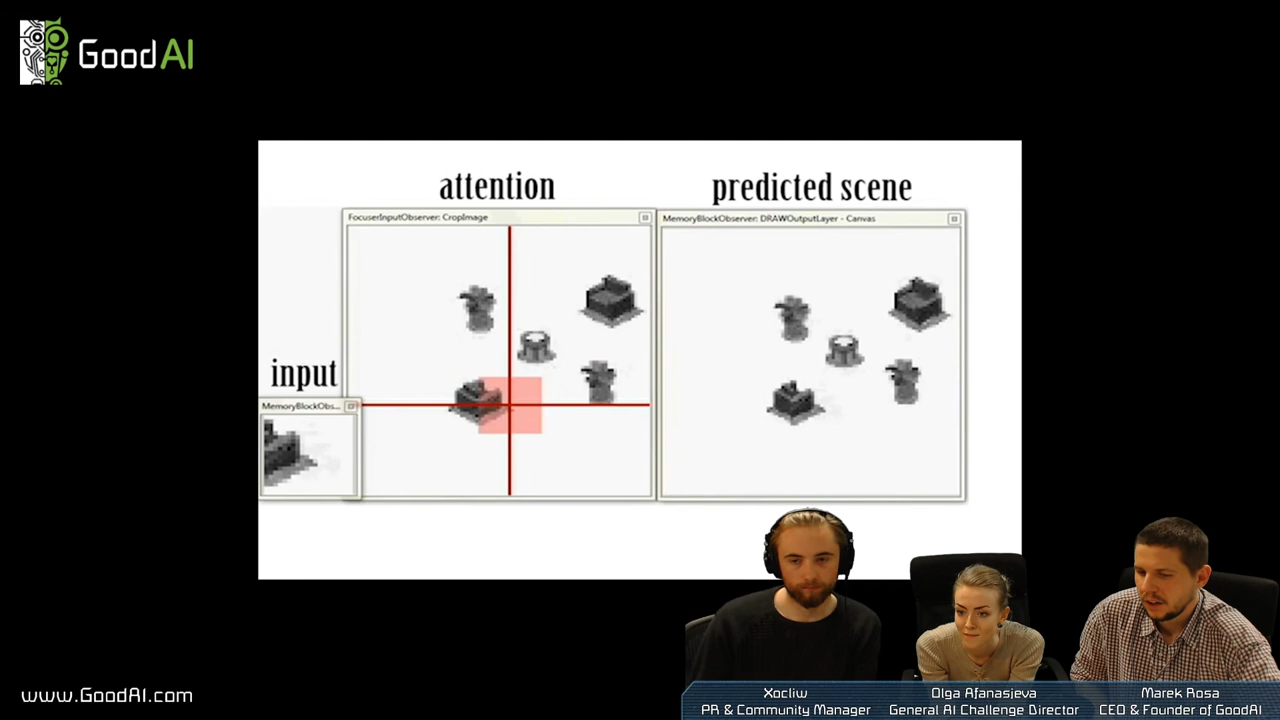 GoodAI
attention
predicted scene
FocuserInputObserver: CropImage
MemoryBlockObserver: DRAWOutputLayer - Canvas
input
MemoryBlockObs...
www.GoodAI.com
Xocliw
PR & Community Manager
Olga Afanasjeva
General AI Challenge Director
Marek Rosa
CEO & Founder of GoodAI